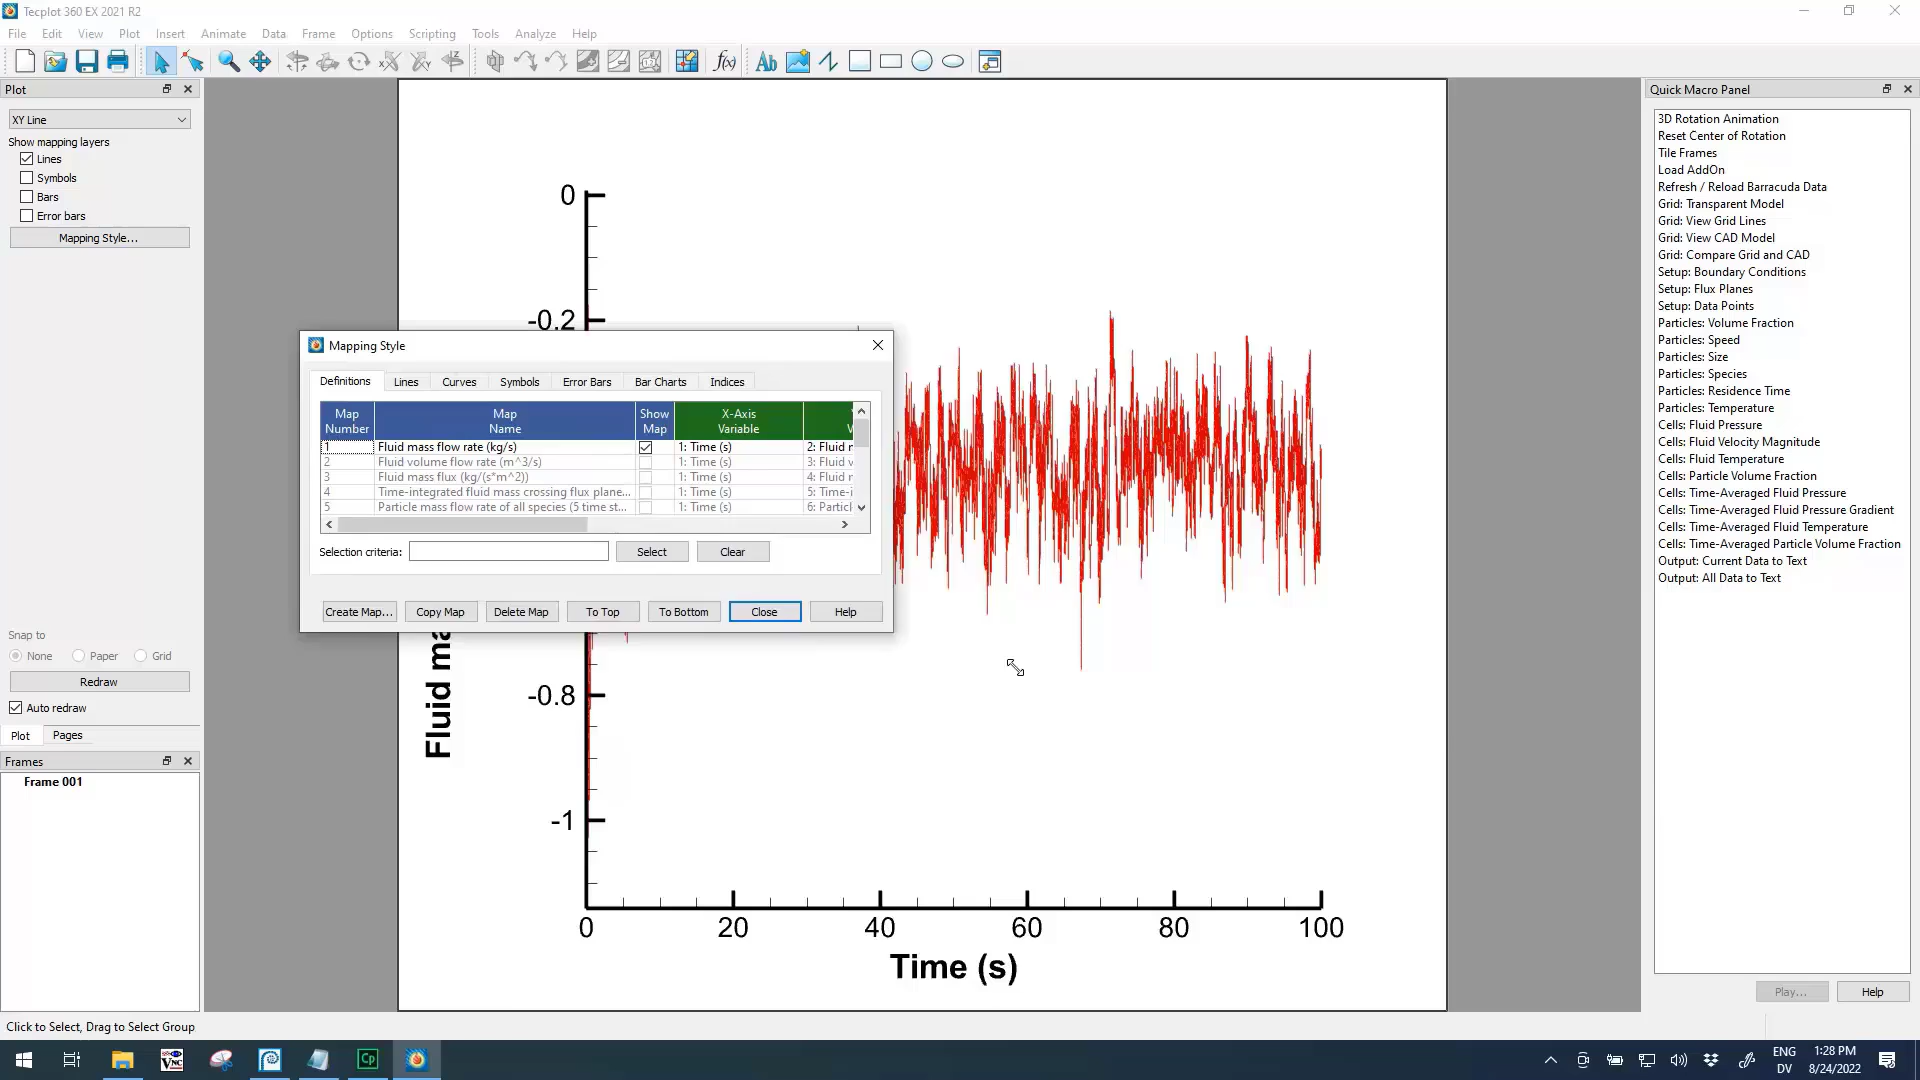 Tecplot 360 EX 2021 R2
File Edit View Plot Insert Animate Data Frame Options Scripting Tools Analyze Help
Plot
XY Line
Show mapping layers
Lines
Symbols
Bars
Error bars
Mapping Style...
Snap to
None Paper Grid
Redraw
Auto redraw
Plot Pages
Frames
Frame 001
0
-0.2
-0.8
-1
0 20 40 60 80 100
Time (s)
Fluid ma
Mapping Style
Definitions Lines Curves Symbols Error Bars Bar Charts Indices
Map Number Map Name Show Map X-Axis Variable V
1 Fluid mass flow rate (kg/s) 1: Time (s) 2: Fluid r
2 Fluid volume flow rate (m^3/s) 1: Time (s) 3: Fluid v
3 Fluid mass flux (kg/(s*m^2)) 1: Time (s) 4: Fluid r
4 Time-integrated fluid mass crossing flux plane... 1: Time (s) 5: Time-i
5 Particle mass flow rate of all species (5 time st... 1: Time (s) 6: Particl
Selection criteria: Select Clear
Create Map... Copy Map Delete Map To Top To Bottom Close Help
Quick Macro Panel
3D Rotation Animation
Reset Center of Rotation
Tile Frames
Load AddOn
Refresh / Reload Barracuda Data
Grid: Transparent Model
Grid: View Grid Lines
Grid: View CAD Model
Grid: Compare Grid and CAD
Setup: Boundary Conditions
Setup: Flux Planes
Setup: Data Points
Particles: Volume Fraction
Particles: Speed
Particles: Size
Particles: Species
Particles: Residence Time
Particles: Temperature
Cells: Fluid Pressure
Cells: Fluid Velocity Magnitude
Cells: Fluid Temperature
Cells: Particle Volume Fraction
Cells: Time-Averaged Fluid Pressure
Cells: Time-Averaged Fluid Pressure Gradient
Cells: Time-Averaged Fluid Temperature
Cells: Time-Averaged Particle Volume Fraction
Output: Current Data to Text
Output: All Data to Text
Play... Help
Click to Select, Drag to Select Group
ENG
DV
1:28 PM
8/24/2022